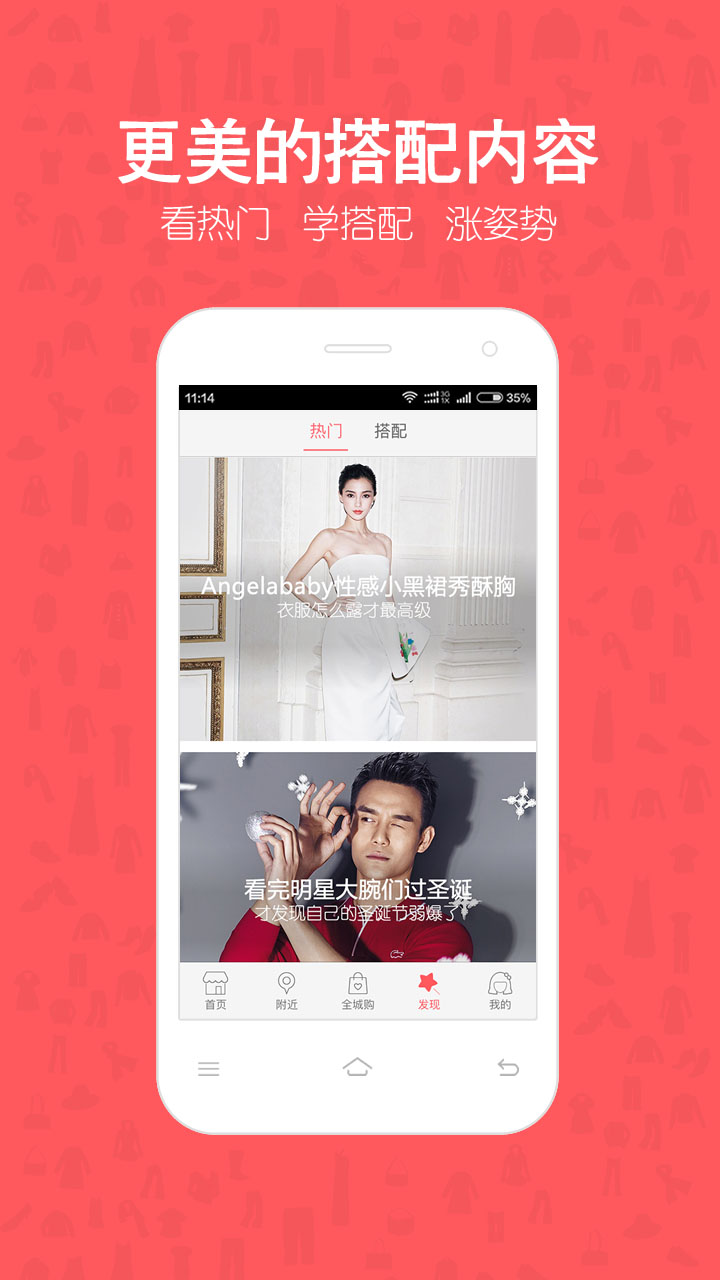 更美的搭配内容
看热门 学搭配 涨姿势
11:14 3G 1X 35%
热门 搭配
Angelababy性感小黑裙秀酥胸
衣服怎么露才最高级
看完明星大腕们过圣诞
才发现自己的圣诞节弱爆了
首页 附近 全城购 发现 我的